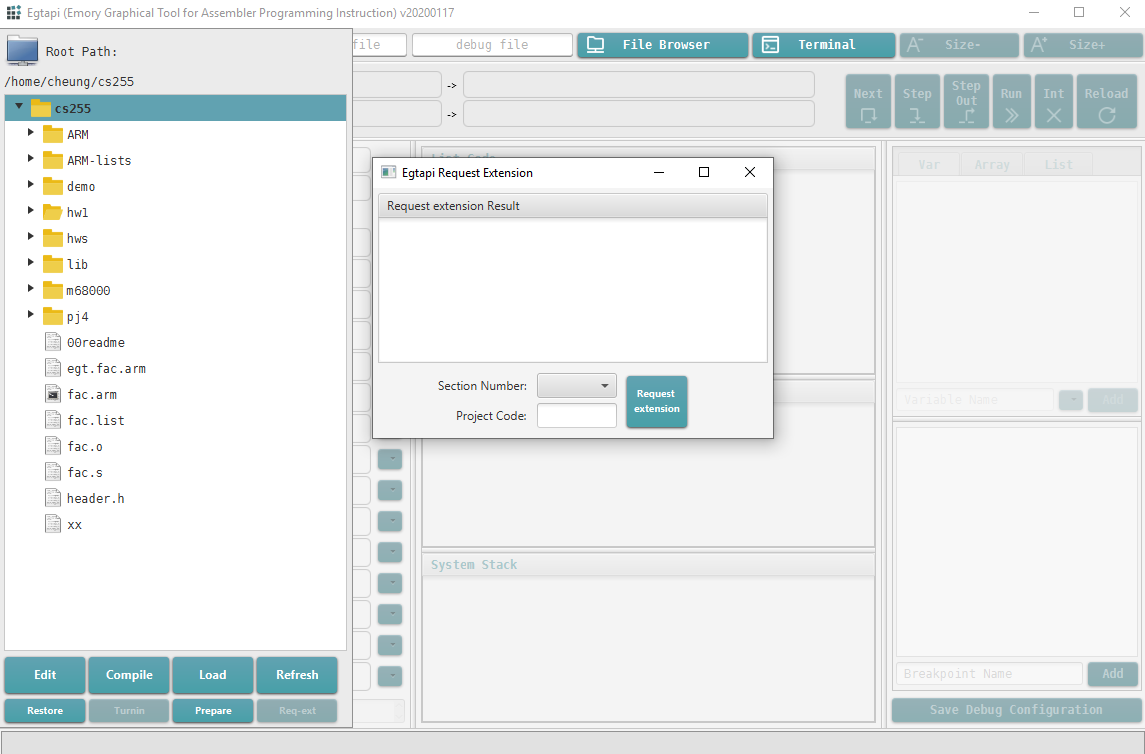 Egtapi (Emory Graphical Tool for Assembler Programming Instruction) v20200117
Root Path:
file
debug file
File Browser
Terminal
A- Size-
A+ Size+
/home/cheung/cs255
->
->
Next
Step
Step Out
Run
Int
Reload
cs255
ARM
ARM-lists
demo
hw1
hws
lib
m68000
pj4
00readme
egt.fac.arm
fac.arm
fac.list
fac.o
fac.s
header.h
xx
Edit
Compile
Load
Refresh
Restore
Turnin
Prepare
Req-ext
List Code
Egtapi Request Extension
Request extension Result
Section Number:
Project Code:
Request
extension
System Stack
Var
Array
List
Variable Name
Add
Breakpoint Name
Add
Save Debug Configuration